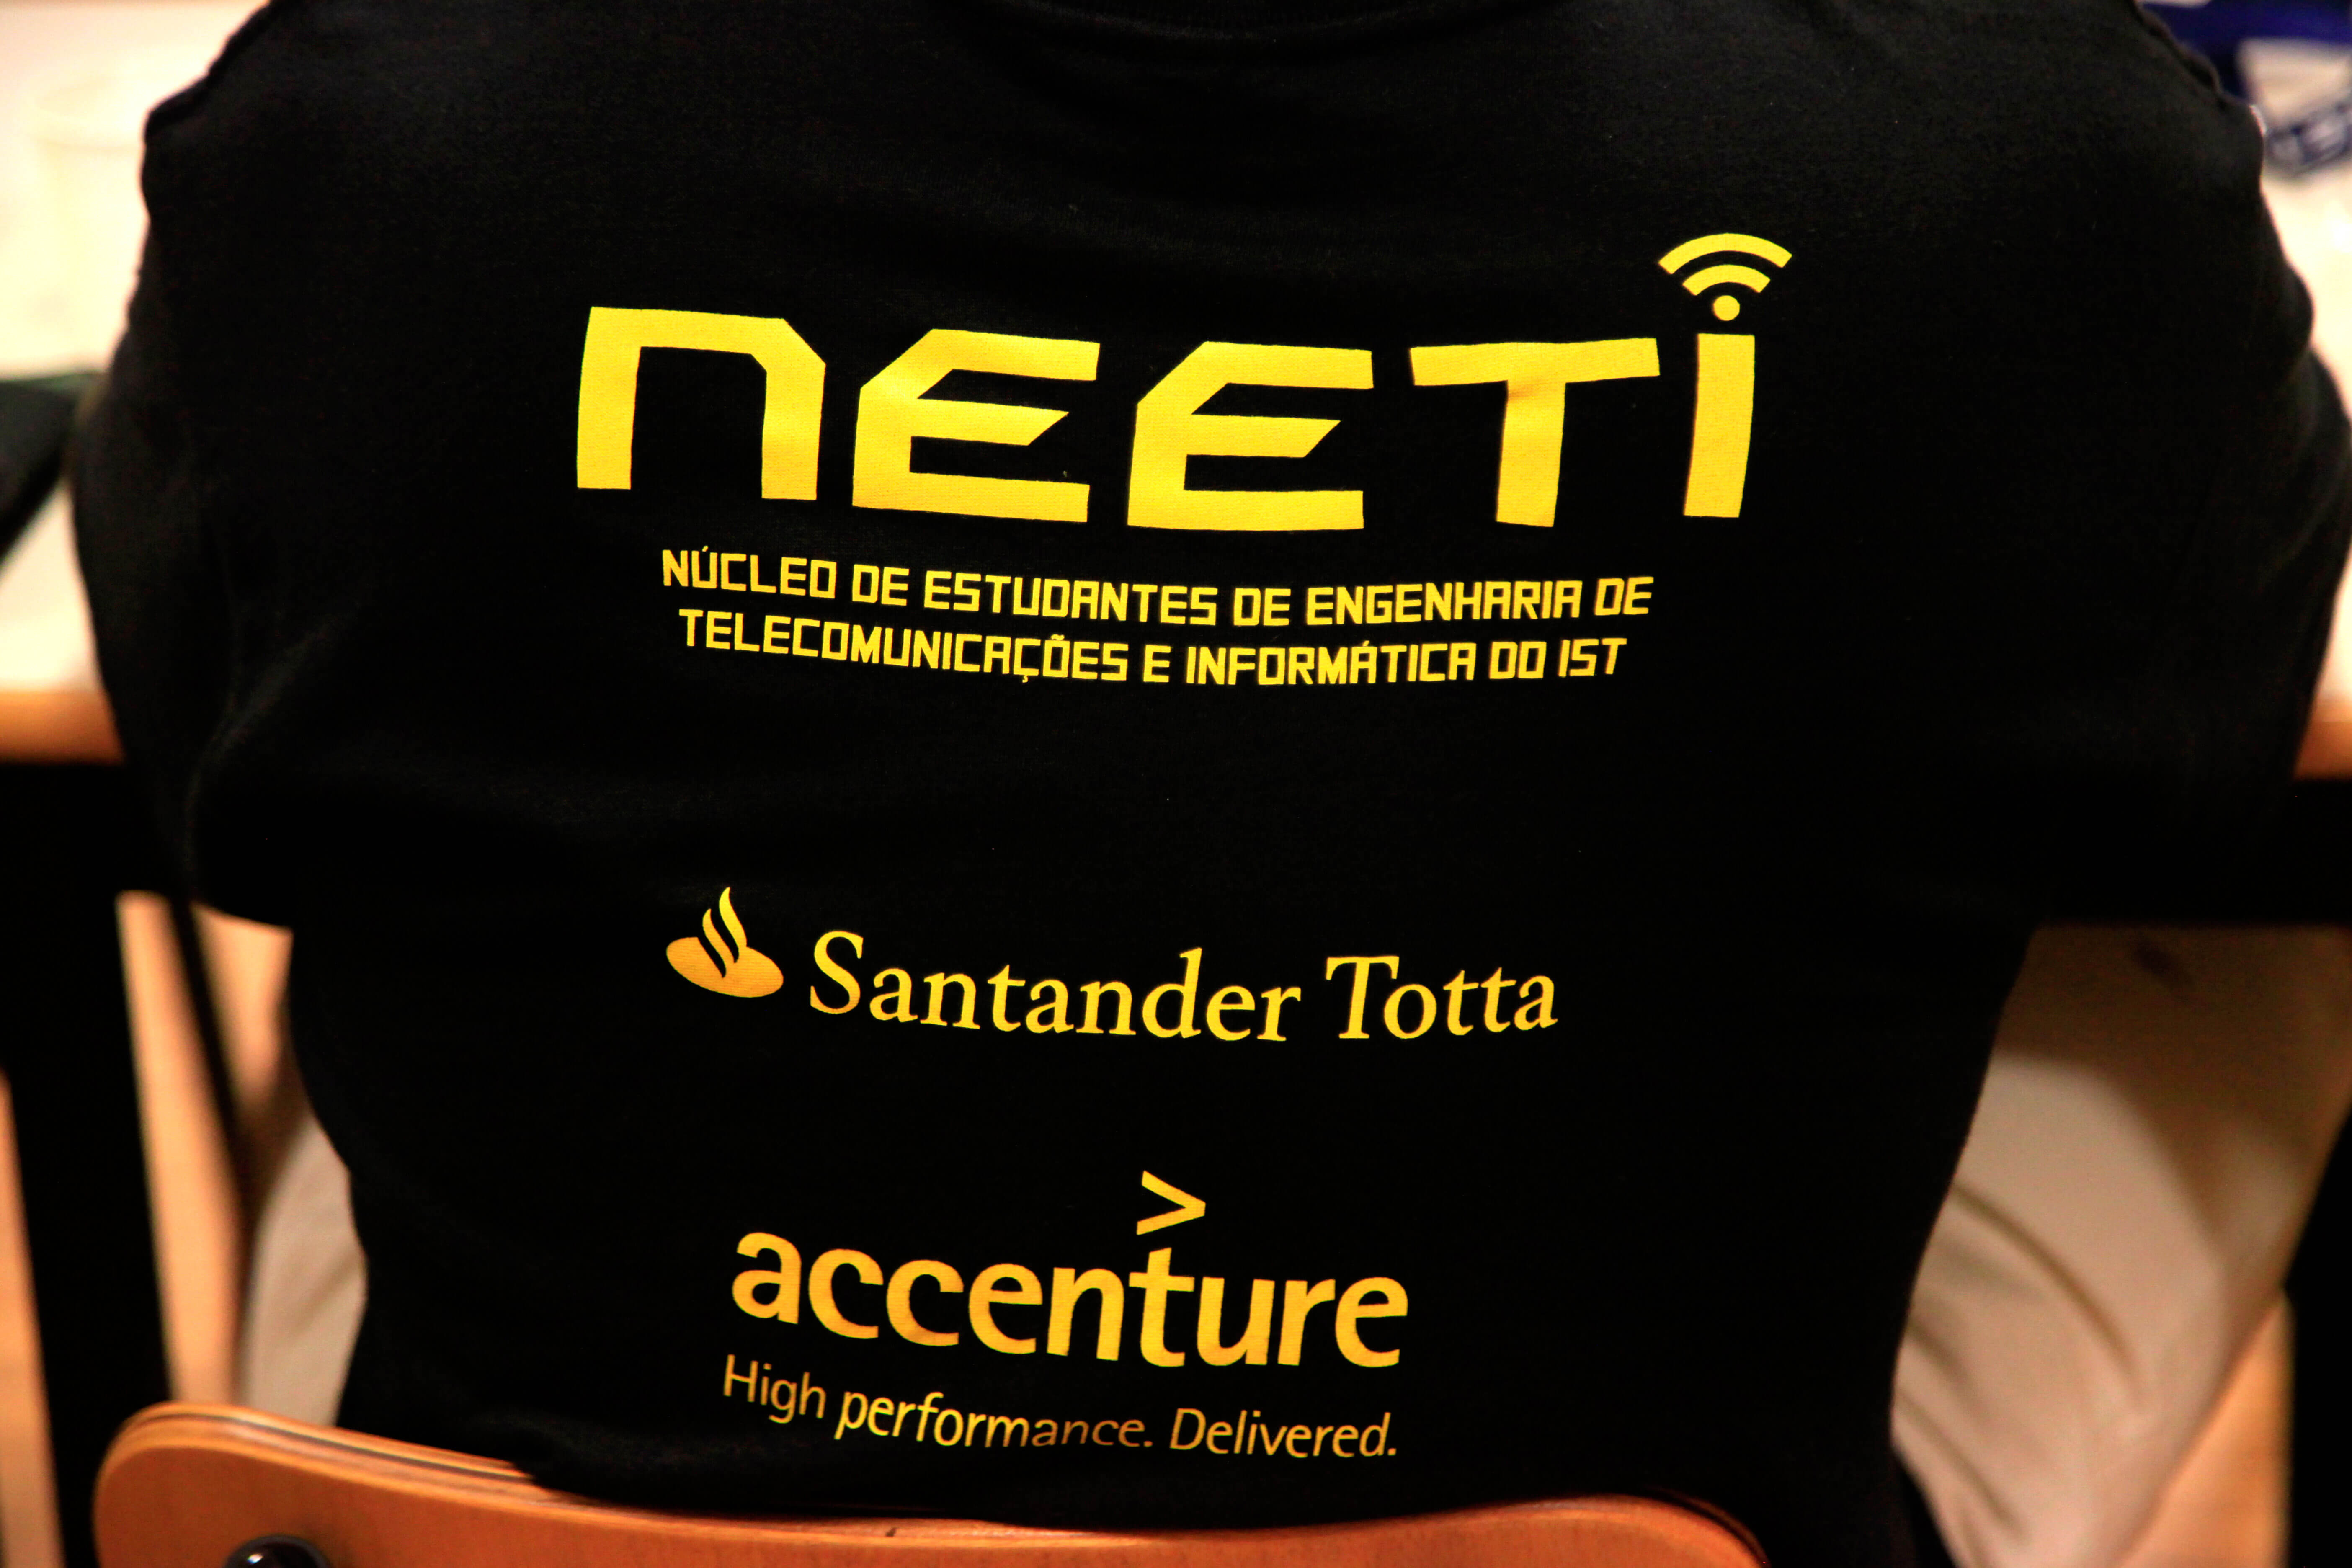 NEETi
NÚCLEO DE ESTUDANTES DE ENGENHARIA DE
TELECOMUNICAÇÕES E INFORMÁTICA DO IST
Santander Totta
>
accenture
High performance. Delivered.